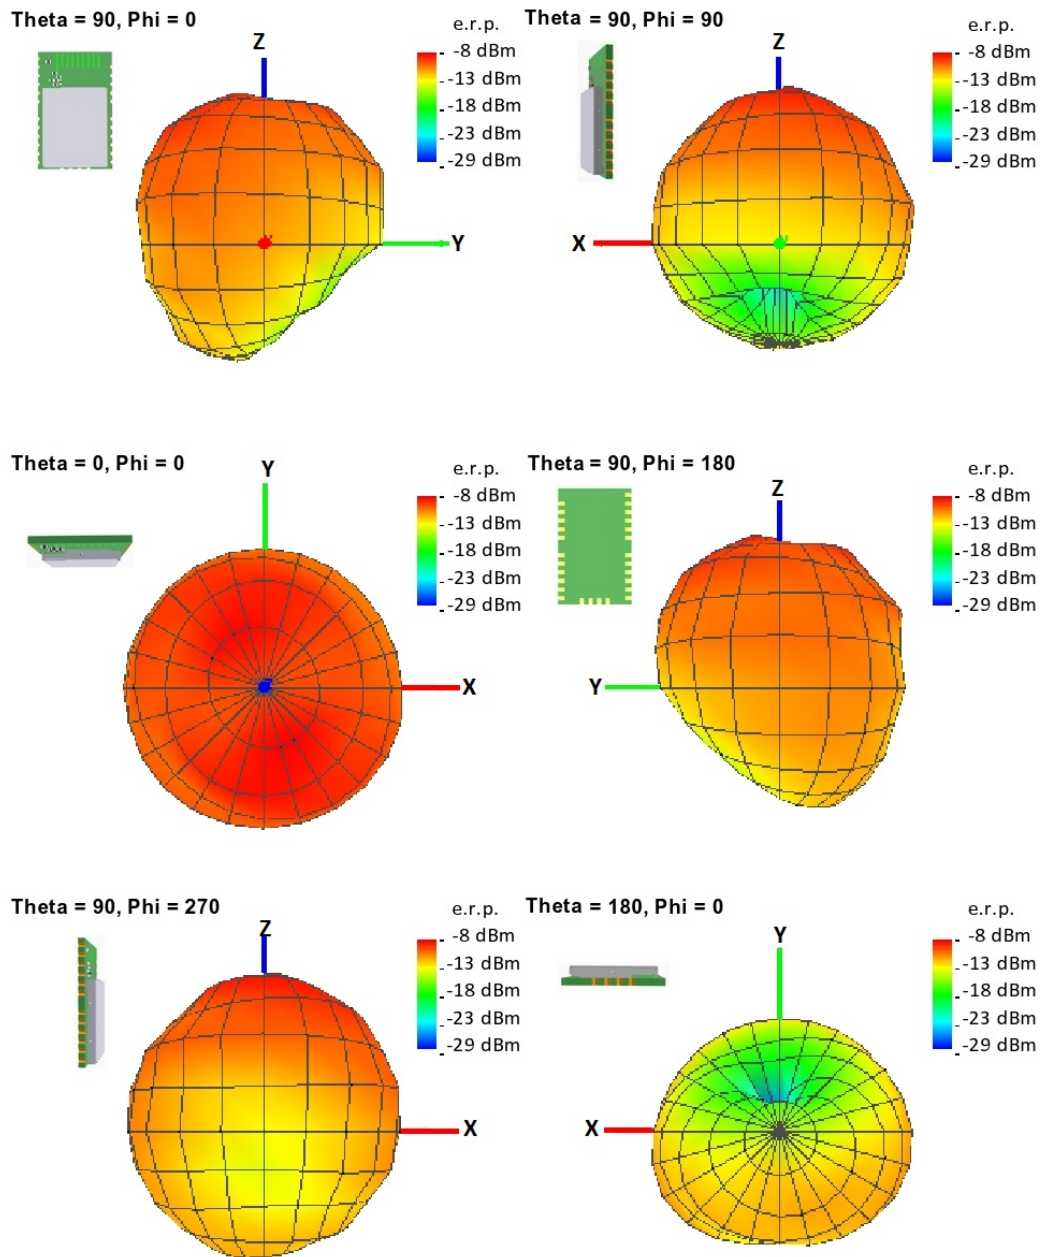 Theta = 90, Phi = 0
e.r.p.
-8 dBm
-13 dBm
-18 dBm
-23 dBm
-29 dBm
Z
Y
Theta = 90, Phi = 90
e.r.p.
-8 dBm
-13 dBm
-18 dBm
-23 dBm
-29 dBm
Z
X
Theta = 0, Phi = 0
e.r.p.
-8 dBm
-13 dBm
-18 dBm
-23 dBm
-29 dBm
Y
X
Theta = 90, Phi = 180
e.r.p.
-8 dBm
-13 dBm
-18 dBm
-23 dBm
-29 dBm
Z
Y
Theta = 90, Phi = 270
e.r.p.
-8 dBm
-13 dBm
-18 dBm
-23 dBm
-29 dBm
Z
X
Theta = 180, Phi = 0
e.r.p.
-8 dBm
-13 dBm
-18 dBm
-23 dBm
-29 dBm
Y
X